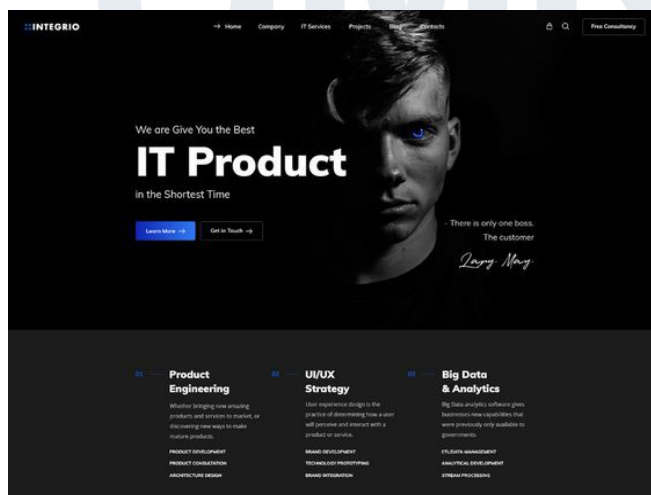 INTEGRIO
→ Home Company IT Services Projects Blog Contacts
Free Consultancy
We are Give You the Best
IT Product
in the Shortest Time
Learn More →
Get in Touch →
- There is only one boss.
The customer
01
Product
Engineering
Whether bringing new amazing
products and services to market, or
discovering new ways to make
mature products.
PRODUCT DEVELOPMENT
PRODUCT CONSULTATION
ARCHITECTURE DESIGN
02
UI/UX
Strategy
User experience design is the
practice of determining how a user
will perceive and interact with a
product or service.
BRAND DEVELOPMENT
TECHNOLOGY PROTOTYPING
BRAND INTEGRATION
03
Big Data
& Analytics
Big Data analytics software gives
businesses new capabilities that
were previously only available to
governments.
ETL/DATA MANAGEMENT
ANALYTICAL DEVELOPMENT
STREAM PROCESSING